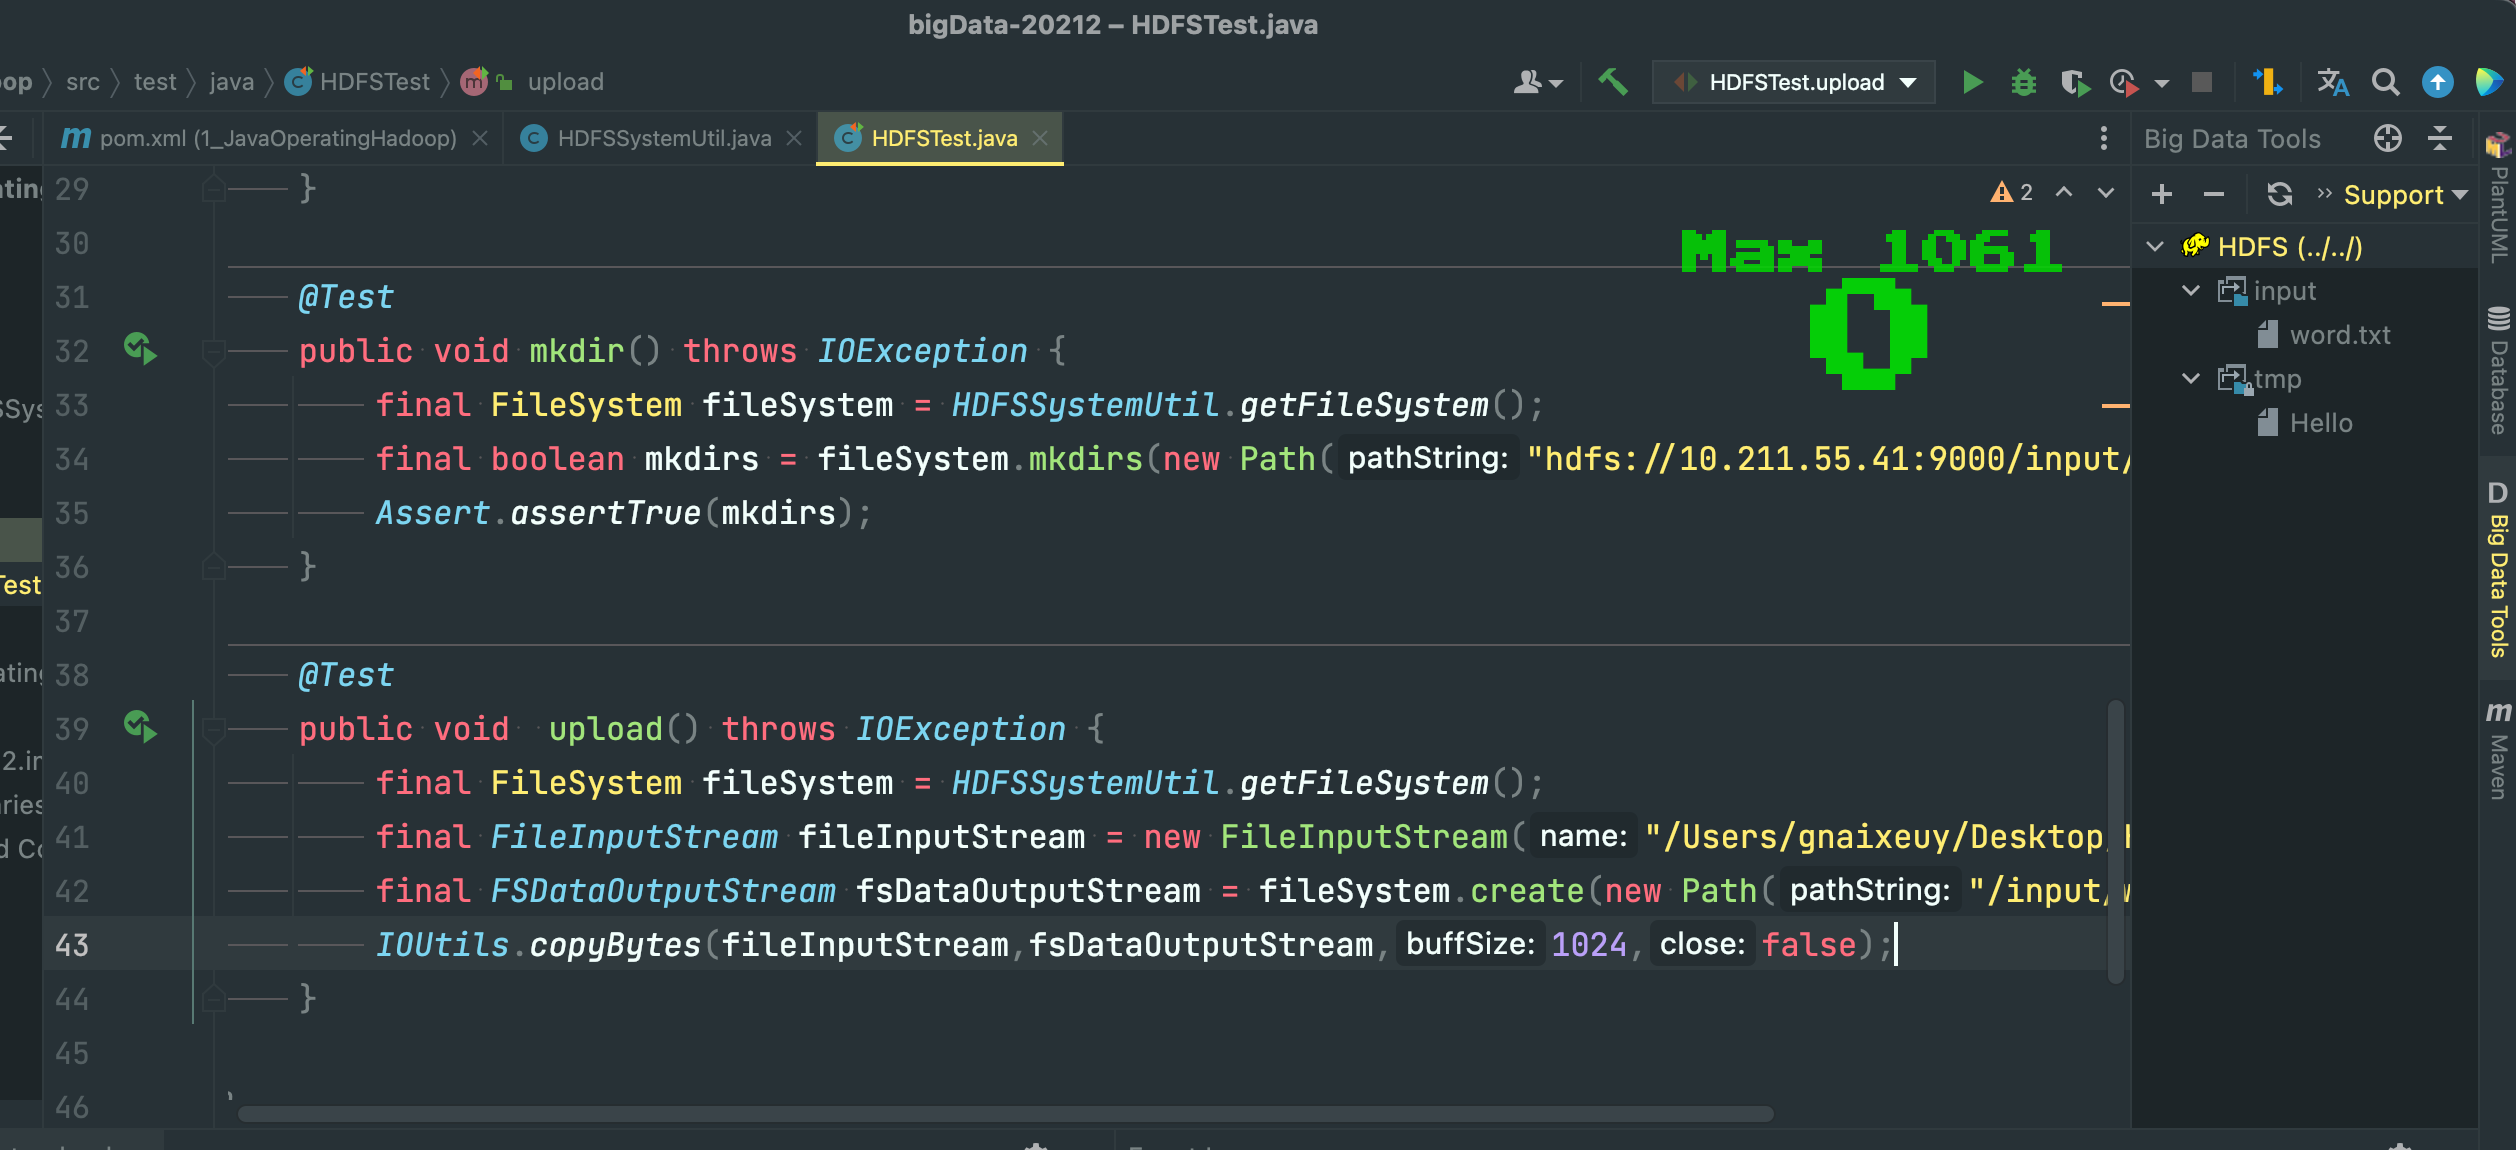 bigData-20212 – HDFSTest.java
src test java HDFSTest upload
HDFSTest.upload
pom.xml (1_JavaOperatingHadoop)
HDFSSystemUtil.java
HDFSTest.java
Big Data Tools
29 }
2
Support
30
Max 1061
0
HDFS (../../)
input
word.txt
tmp
Hello
31 @Test
32 public void mkdir() throws IOException {
33 final FileSystem fileSystem = HDFSSystemUtil.getFileSystem();
34 final boolean mkdirs = fileSystem.mkdirs(new Path( pathString: "hdfs://10.211.55.41:9000/input/
35 Assert.assertTrue(mkdirs);
36 }
37
38 @Test
39 public void  upload() throws IOException {
40 final FileSystem fileSystem = HDFSSystemUtil.getFileSystem();
41 final FileInputStream fileInputStream = new FileInputStream( name: "/Users/gnaixeuy/Desktop/
42 final FSDataOutputStream fsDataOutputStream = fileSystem.create(new Path( pathString: "/input/
43 IOUtils.copyBytes(fileInputStream,fsDataOutputStream, buffSize: 1024, close: false);
44 }
45
46
PlantUML
Database
D Big Data Tools
m Maven